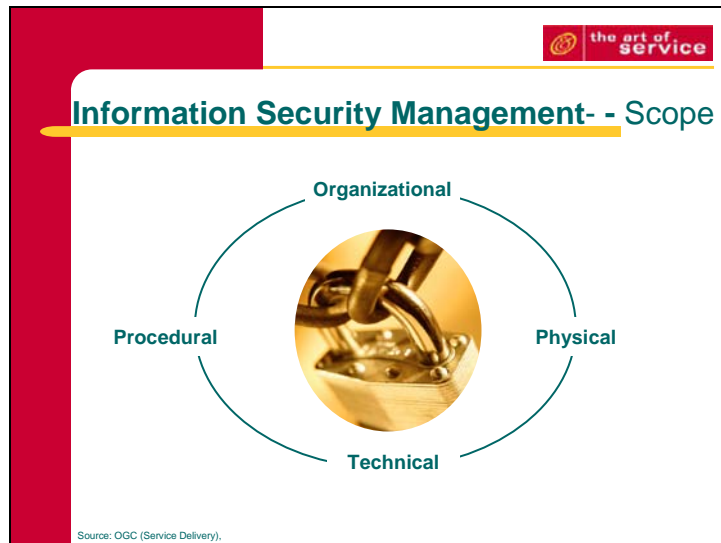 the art of
service
Information Security Management- - Scope
Organizational
Procedural
Physical
Technical
Source: OGC (Service Delivery),